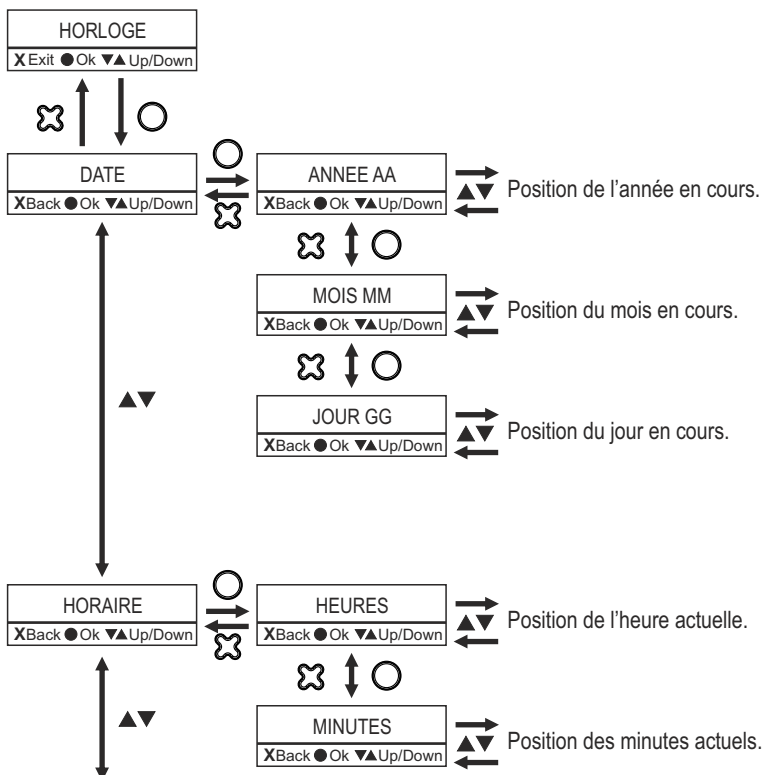 HORLOGE
X Exit ● Ok ▼▲ Up/Down
DATE
XBack ● Ok ▼▲Up/Down
ANNEE AA
XBack ● Ok ▼▲Up/Down
Position de l’année en cours.
MOIS MM
XBack ● Ok ▼▲Up/Down
Position du mois en cours.
JOUR GG
XBack ● Ok ▼▲Up/Down
Position du jour en cours.
HORAIRE
XBack ● Ok ▼▲Up/Down
HEURES
XBack ● Ok ▼▲Up/Down
Position de l’heure actuelle.
MINUTES
XBack ● Ok ▼▲Up/Down
Position des minutes actuels.